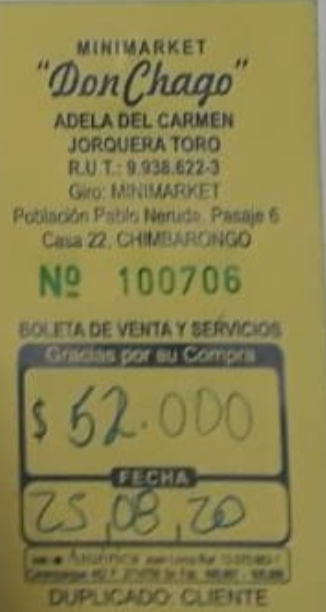 MINIMARKET
"Don Chago"
ADELA DEL CARMEN
JORQUERA TORO
R.U.T.: 9.938.622-3
Giro: MINIMARKET
Población Pablo Neruda, Pasaje 6
Casa 22, CHIMBARONGO
Nº 100706
BOLETA DE VENTA Y SERVICIOS
Gracias por su Compra
$ 52.000
FECHA
25,08,20
DUPLICADO: CLIENTE